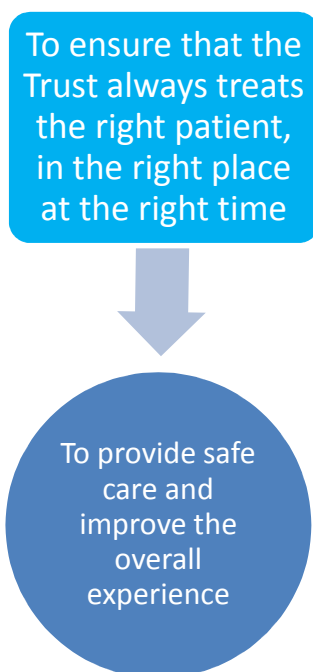 To ensure that the
Trust always treats
the right patient,
in the right place
at the right time
To provide safe
care and
improve the
overall
experience